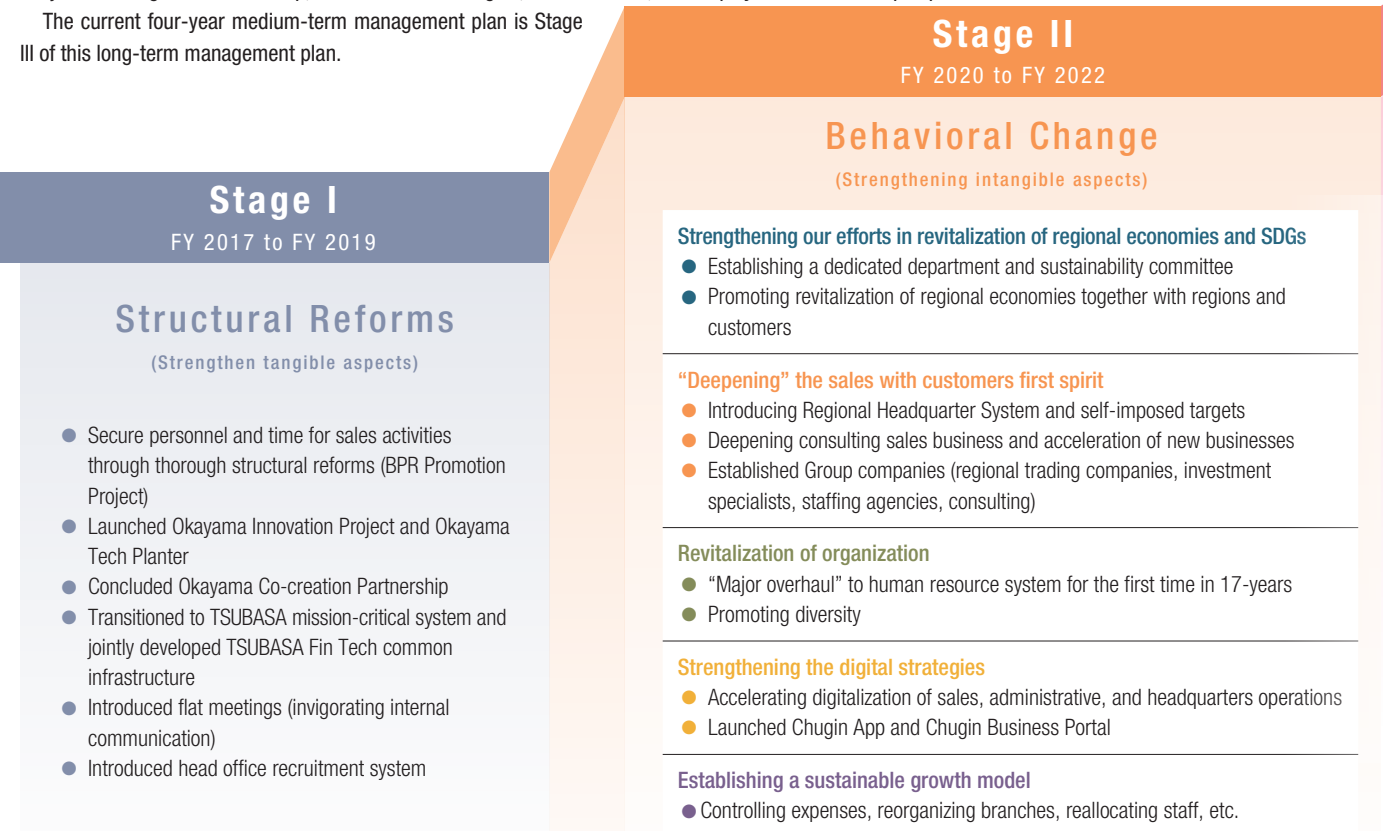 The current four-year medium-term management plan is Stage
III of this long-term management plan.
Stage I
FY 2017 to FY 2019
Structural Reforms
(Strengthen tangible aspects)
● Secure personnel and time for sales activities
through thorough structural reforms (BPR Promotion
Project)
● Launched Okayama Innovation Project and Okayama
Tech Planter
● Concluded Okayama Co-creation Partnership
● Transitioned to TSUBASA mission-critical system and
jointly developed TSUBASA Fin Tech common
infrastructure
● Introduced flat meetings (invigorating internal
communication)
● Introduced head office recruitment system
Stage II
FY 2020 to FY 2022
Behavioral Change
(Strengthening intangible aspects)
Strengthening our efforts in revitalization of regional economies and SDGs
● Establishing a dedicated department and sustainability committee
● Promoting revitalization of regional economies together with regions and
customers
“Deepening” the sales with customers first spirit
● Introducing Regional Headquarter System and self-imposed targets
● Deepening consulting sales business and acceleration of new businesses
● Established Group companies (regional trading companies, investment
specialists, staffing agencies, consulting)
Revitalization of organization
● “Major overhaul” to human resource system for the first time in 17-years
● Promoting diversity
Strengthening the digital strategies
● Accelerating digitalization of sales, administrative, and headquarters operations
● Launched Chugin App and Chugin Business Portal
Establishing a sustainable growth model
● Controlling expenses, reorganizing branches, reallocating staff, etc.